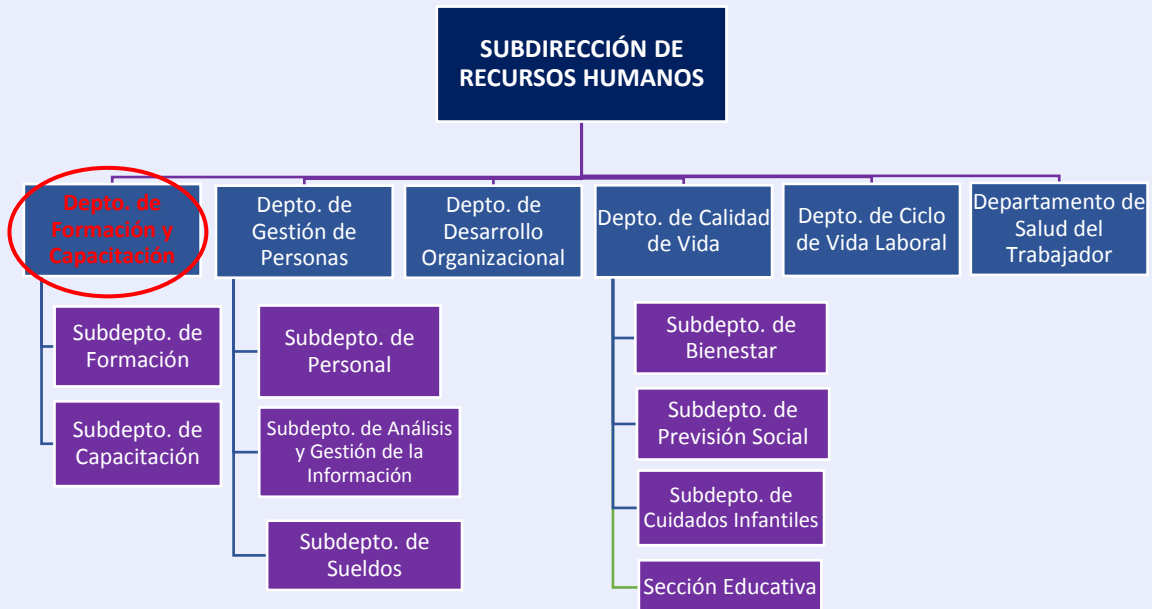 SUBDIRECCIÓN DE
RECURSOS HUMANOS
Depto. de
Formación y
Capacitación
Depto. de
Gestión de
Personas
Depto. de
Desarrollo
Organizacional
Depto. de Calidad
de Vida
Depto. de Ciclo
de Vida Laboral
Departamento de
Salud del
Trabajador
Subdepto. de
Formación
Subdepto. de
Capacitación
Subdepto. de
Personal
Subdepto. de Análisis
y Gestión de la
Información
Subdepto. de
Sueldos
Subdepto. de
Bienestar
Subdepto. de
Previsión Social
Subdepto. de
Cuidados Infantiles
Sección Educativa